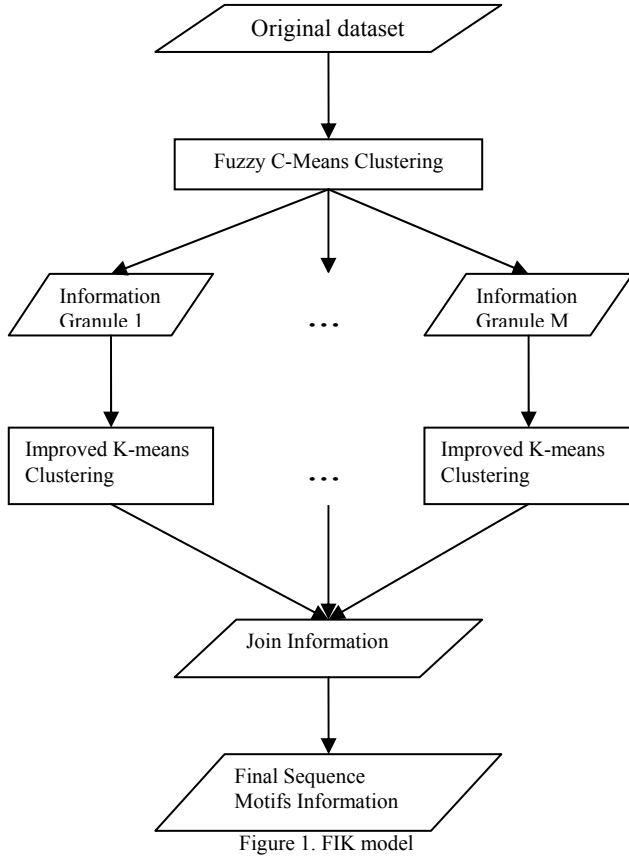 Original dataset
Fuzzy C-Means Clustering
Information
Granule 1
...
Information
Granule M
Improved K-means
Clustering
...
Improved K-means
Clustering
Join Information
Final Sequence
Motifs Information
Figure 1. FIK model